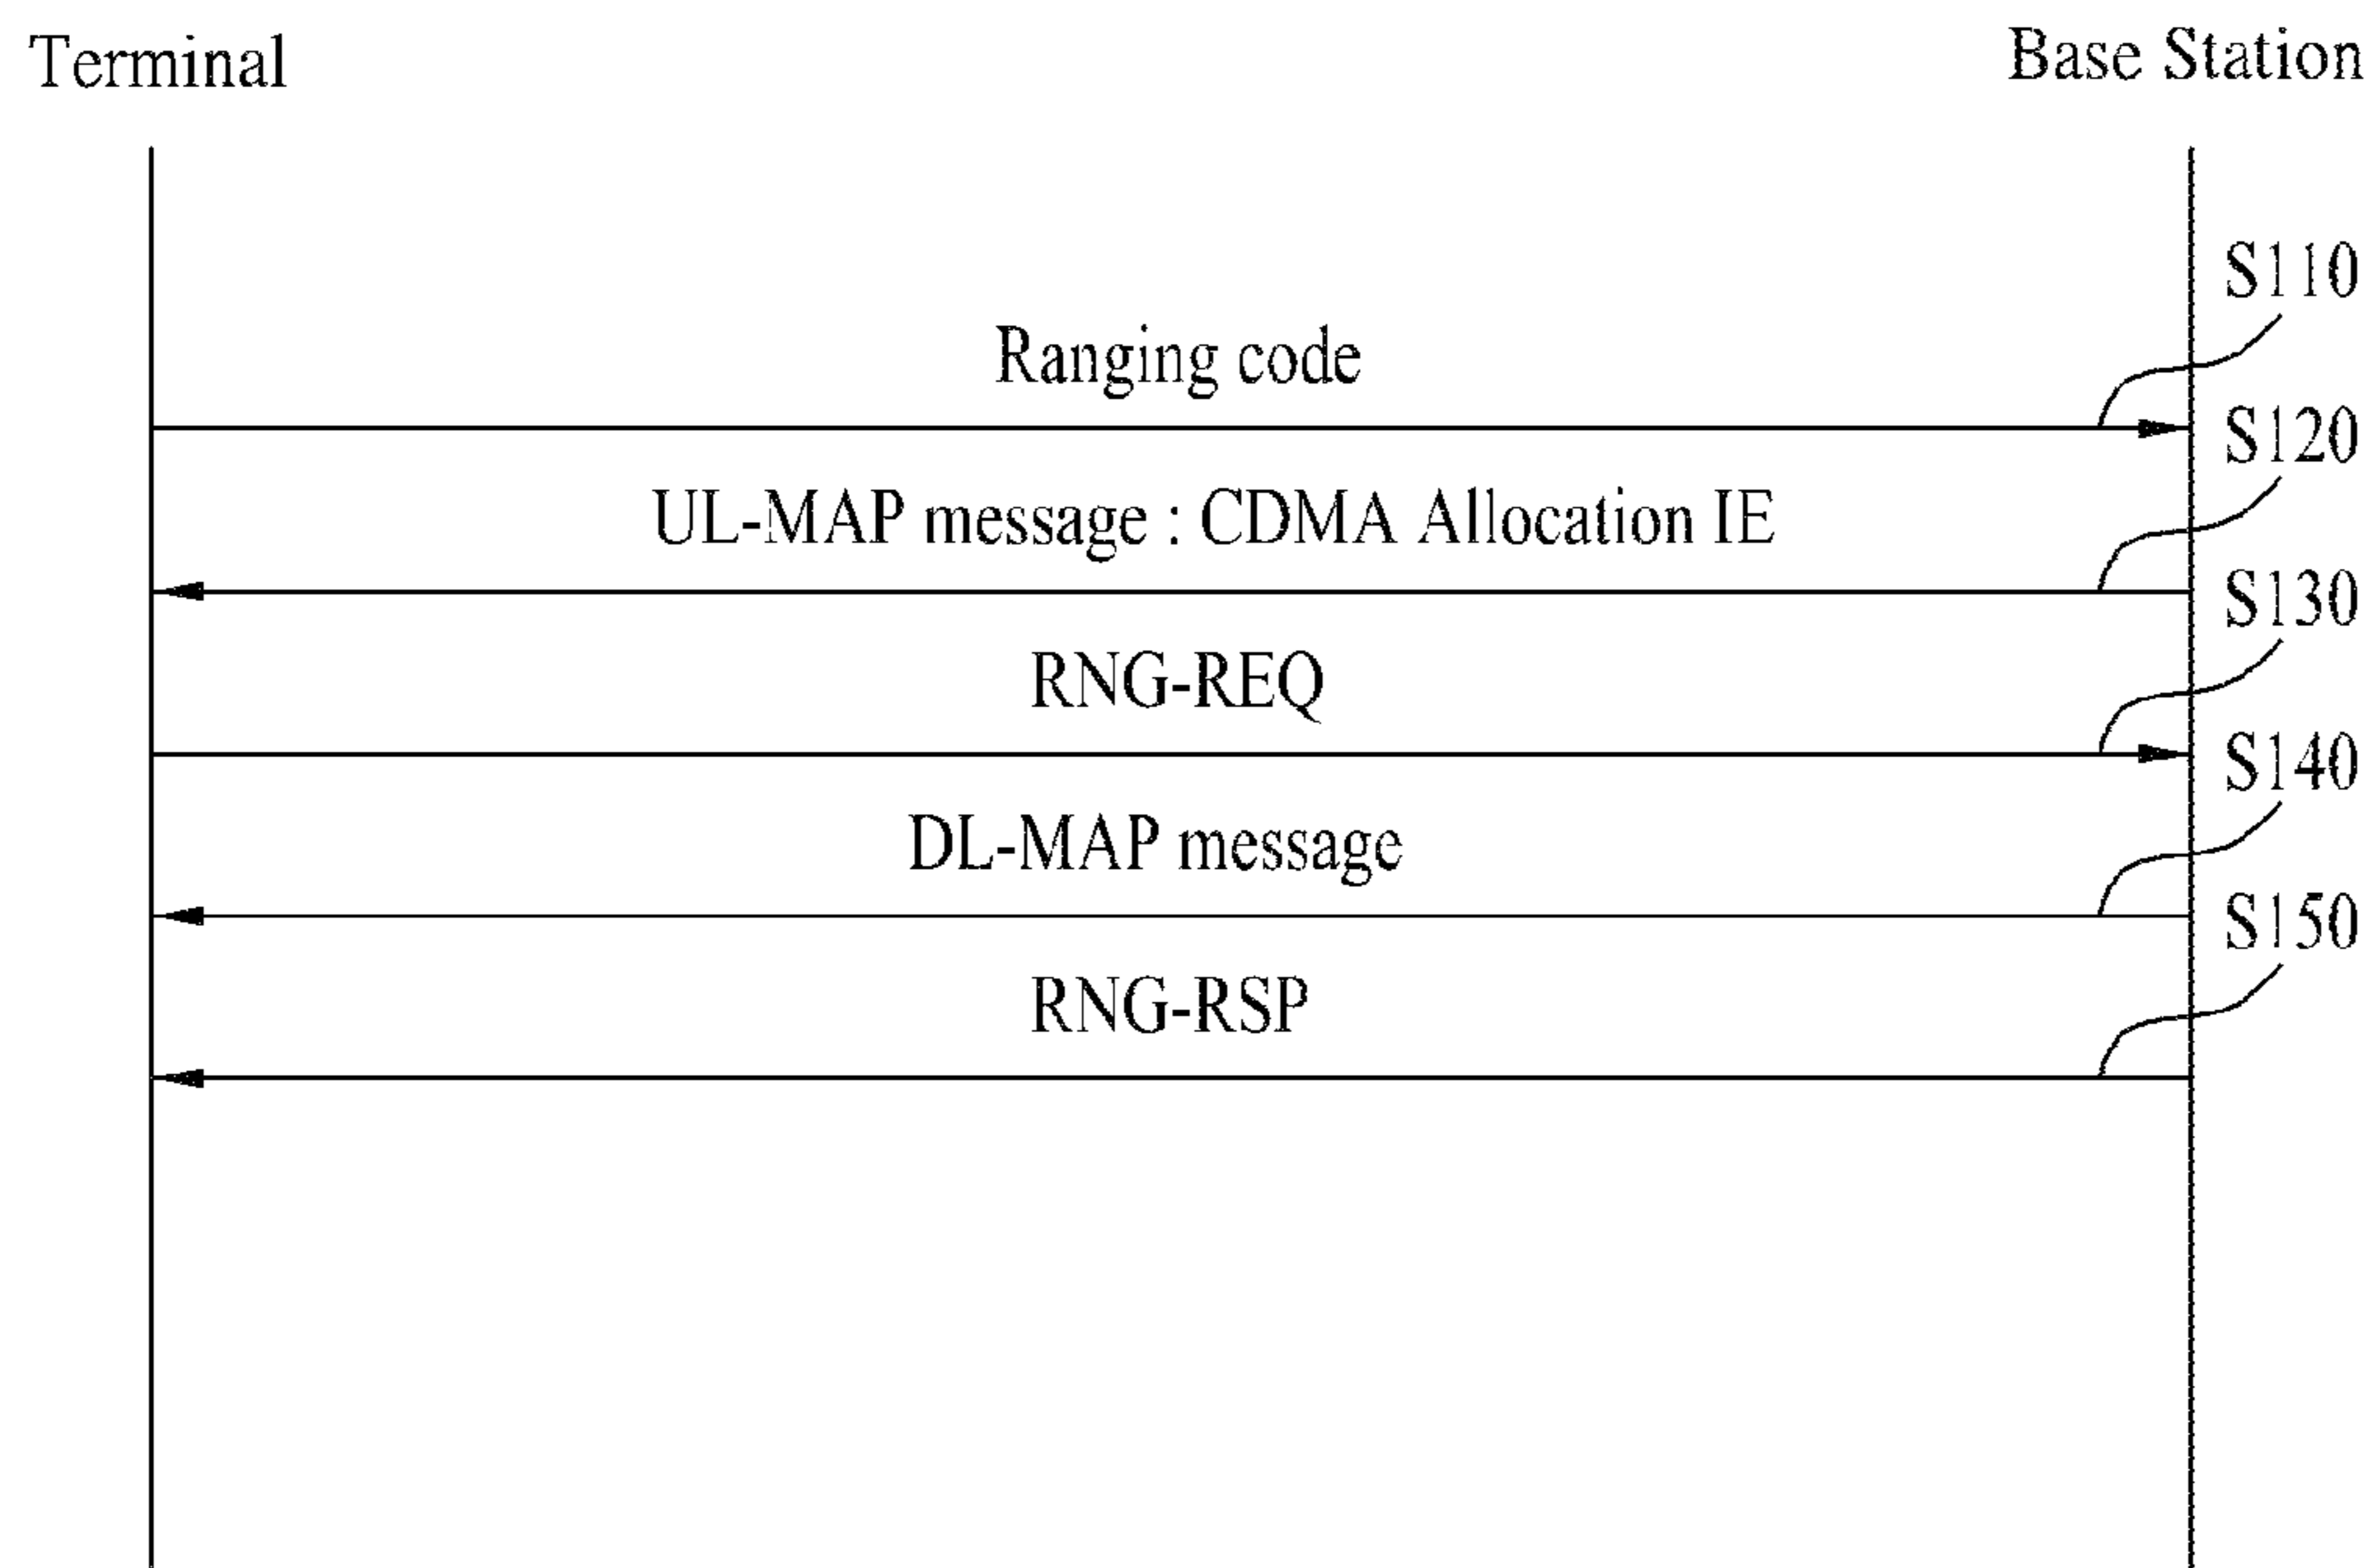 Terminal
Base Station
S110
Ranging code
S120
UL-MAP message : CDMA Allocation IE
S130
RNG-REQ
S140
DL-MAP message
S150
RNG-RSP